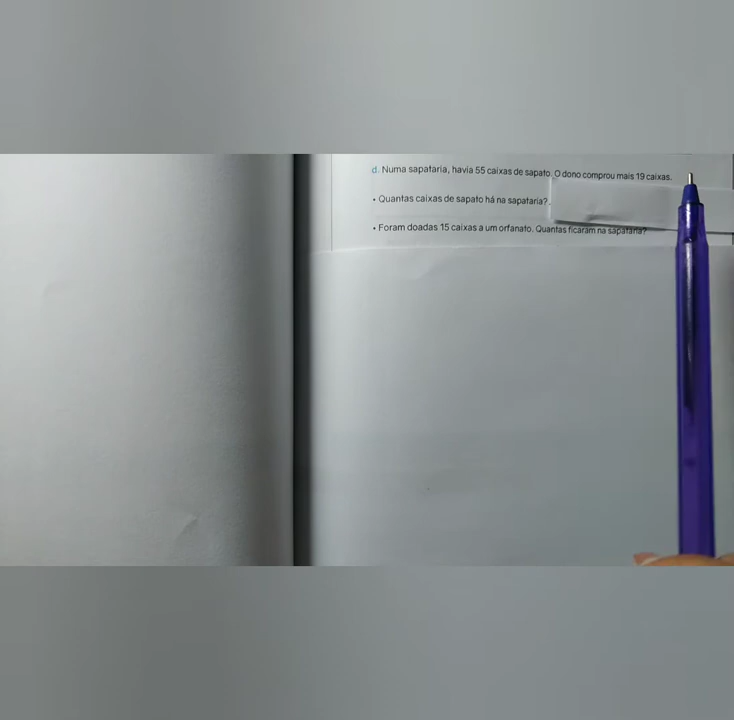 d. Numa sapataria, havia 55 caixas de sapato. O dono comprou mais 19 caixas.
• Quantas caixas de sapato há na sapataria?
• Foram doadas 15 caixas a um orfanato. Quantas ficaram na sapataria?